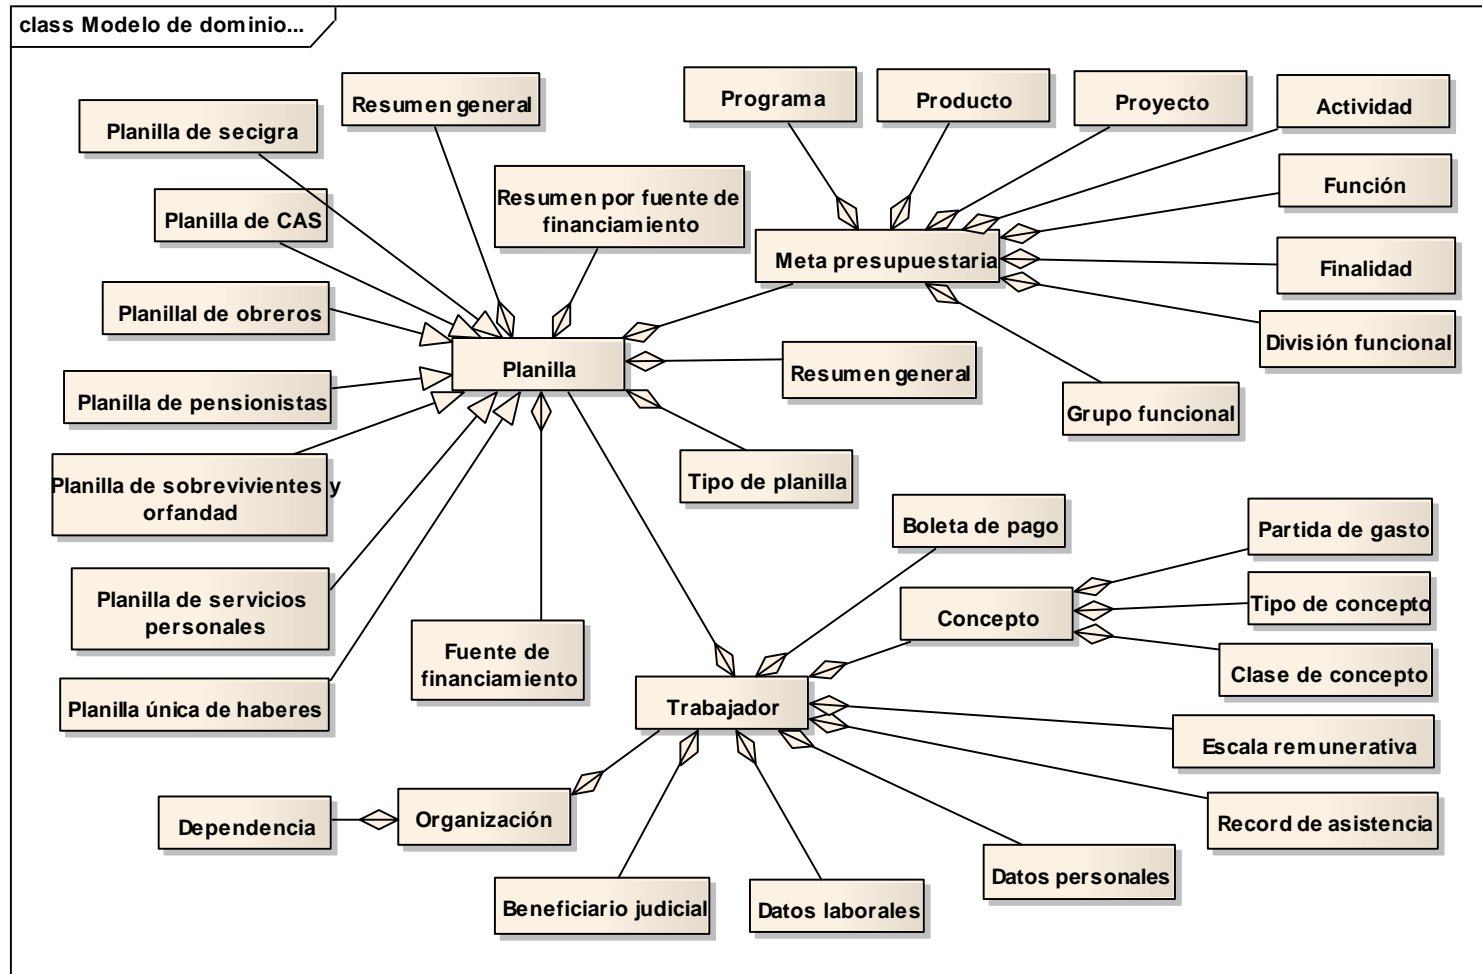 class Modelo de dominio...
Resumen general
Programa
Producto
Proyecto
Actividad
Planilla de secigra
Función
Resumen por fuente de
financiamiento
Planilla de CAS
Meta presupuestaria
Finalidad
Planillal de obreros
División funcional
Planilla
Resumen general
Planilla de pensionistas
Grupo funcional
Planilla de sobrevivientes y
orfandad
Tipo de planilla
Boleta de pago
Partida de gasto
Planilla de servicios
personales
Concepto
Tipo de concepto
Fuente de
financiamiento
Clase de concepto
Planilla única de haberes
Trabajador
Escala remunerativa
Dependencia
Organización
Record de asistencia
Datos personales
Beneficiario judicial
Datos laborales